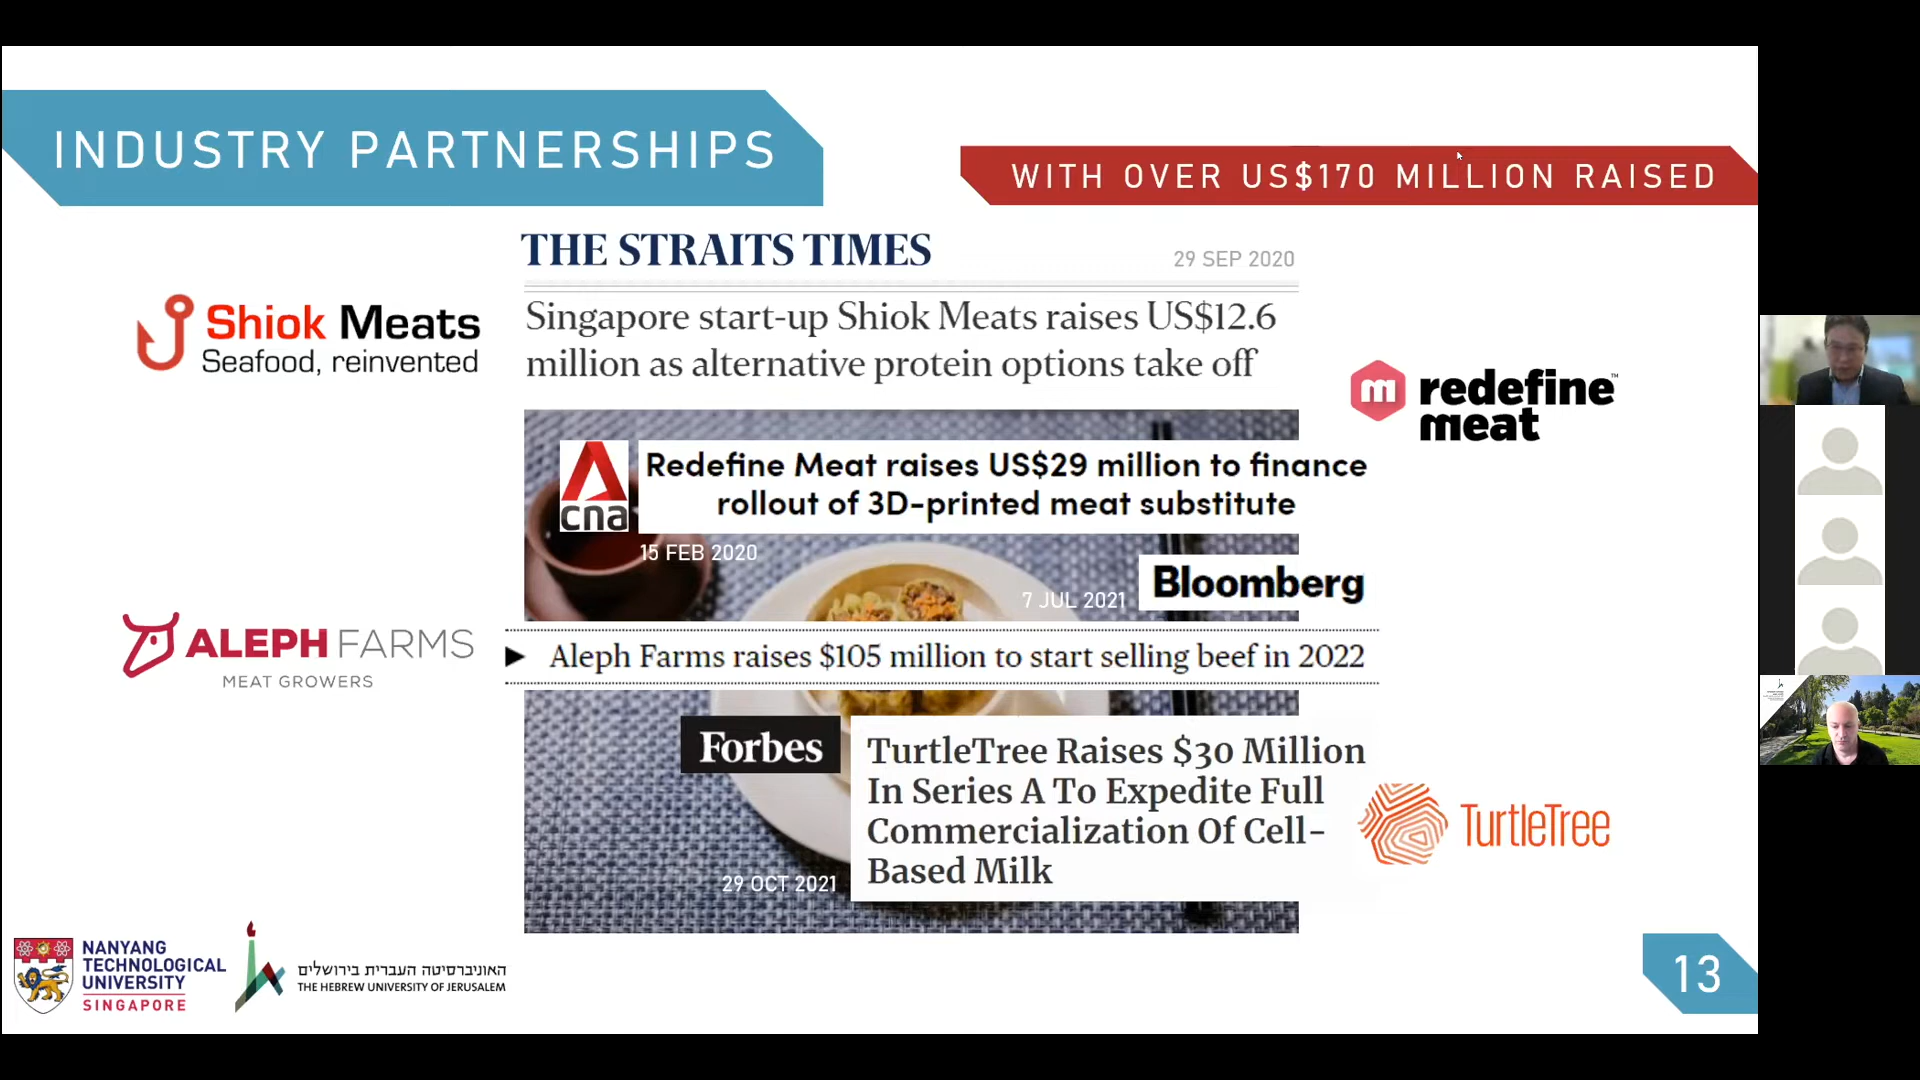 INDUSTRY PARTNERSHIPS
WITH OVER US$170 MILLION RAISED
THE STRAITS TIMES
29 SEP 2020
Singapore start-up Shiok Meats raises US$12.6
million as alternative protein options take off
Shiok Meats
Seafood, reinvented
redefine
meat™
cna
Redefine Meat raises US$29 million to finance
rollout of 3D-printed meat substitute
15 FEB 2020
7 JUL 2021
Bloomberg
ALEPH FARMS
MEAT GROWERS
► Aleph Farms raises $105 million to start selling beef in 2022
Forbes
TurtleTree Raises $30 Million
In Series A To Expedite Full
Commercialization Of Cell-
Based Milk
29 OCT 2021
TurtleTree
NANYANG
TECHNOLOGICAL
UNIVERSITY
SINGAPORE
האוניברסיטה העברית בירושלים
THE HEBREW UNIVERSITY OF JERUSALEM
13